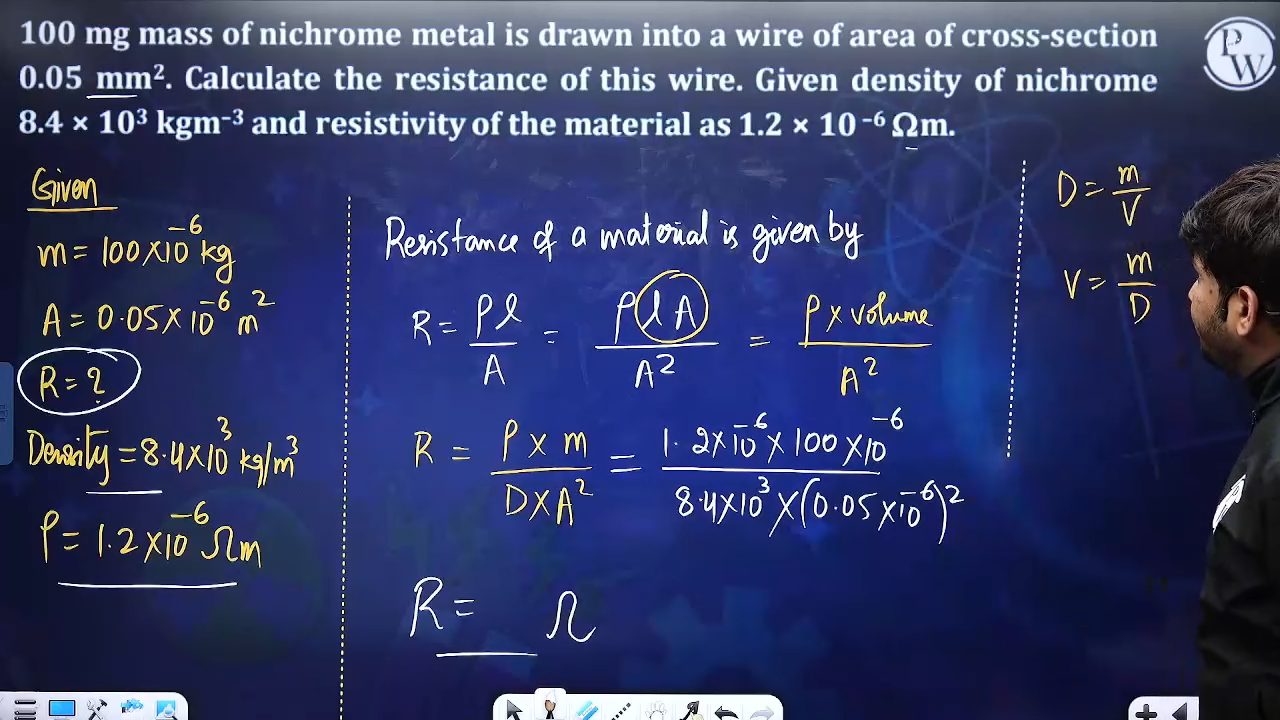 100 mg mass of nichrome metal is drawn into a wire of area of cross-section
0.05 mm². Calculate the resistance of this wire. Given density of nichrome
8.4 × 10³ kgm⁻³ and resistivity of the material as 1.2 × 10⁻⁶ Ωm.
PW
Given
m = 100×10⁻⁶ kg
A = 0.05×10⁻⁶ m²
R = ?
Density = 8.4×10³ kg/m³
ρ = 1.2×10⁻⁶ Ωm
Resistance of a material is given by
R = ρl/A = ρlA/A² = ρ×volume/A²
R = ρ×m/D×A² = 1.2×10⁻⁶×100×10⁻⁶/8.4×10³×(0.05×10⁻⁶)²
R = Ω
D = m/V
V = m/D